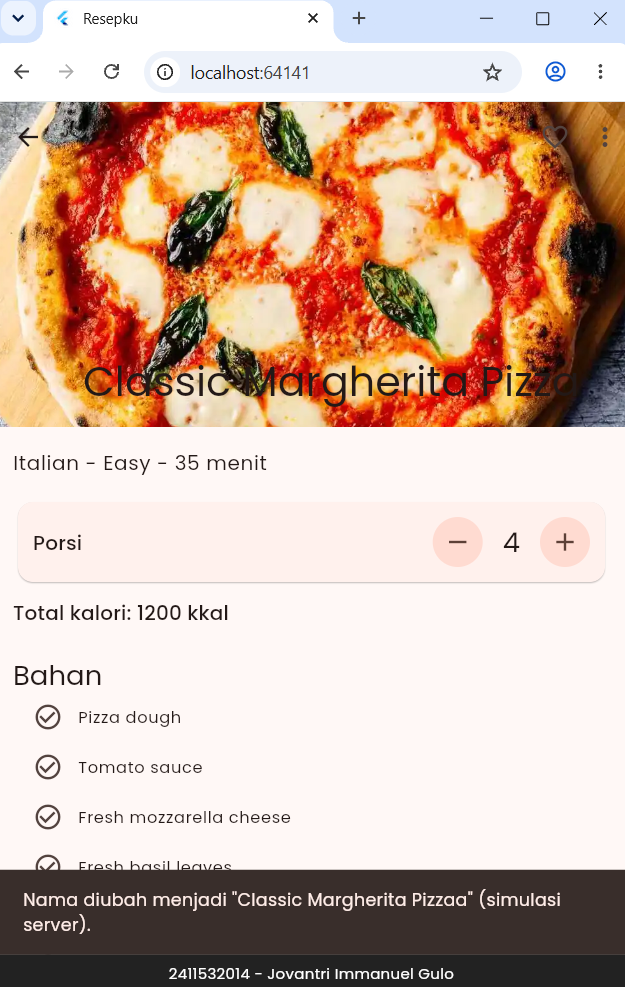 Resepku
localhost:64141
Classic Margherita Pizza
Italian - Easy - 35 menit
Porsi
4
Total kalori: 1200 kkal
Bahan
Pizza dough
Tomato sauce
Fresh mozzarella cheese
Fresh basil leaves
Nama diubah menjadi "Classic Margherita Pizzaa" (simulasi
server).
2411532014 - Jovantri Immanuel Gulo